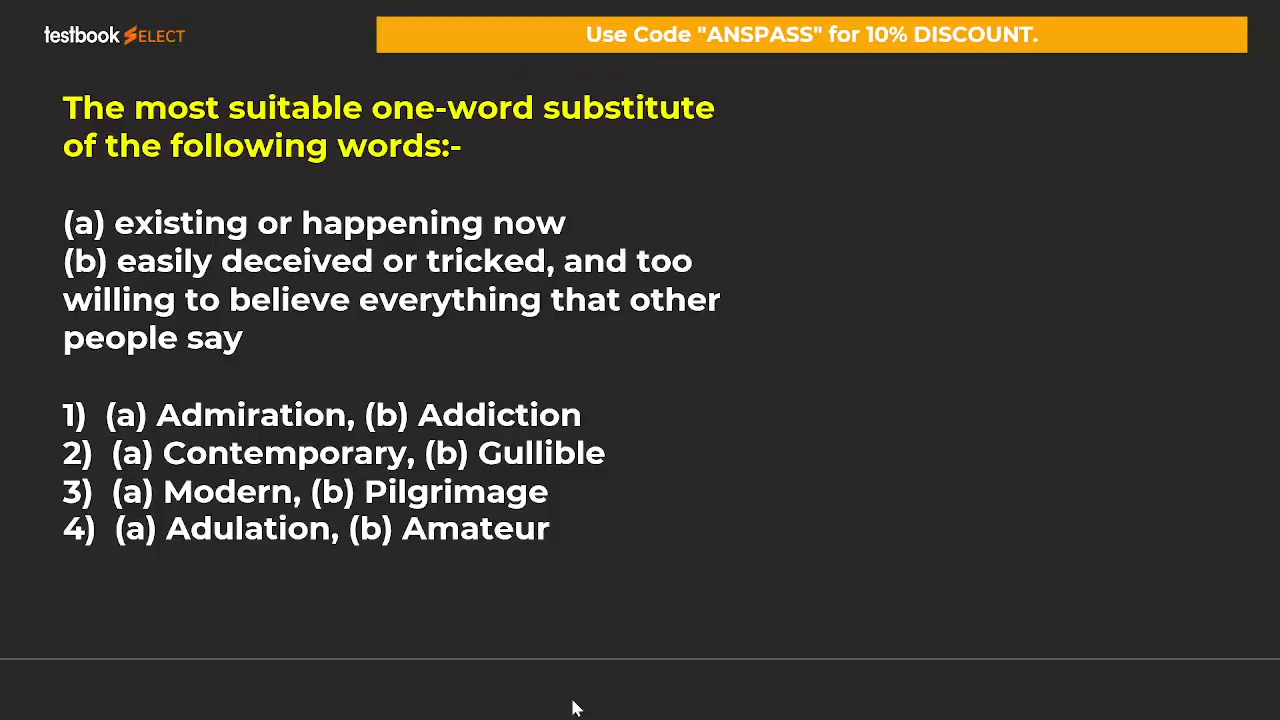 testbook SELECT
Use Code "ANSPASS" for 10% DISCOUNT.
The most suitable one-word substitute
of the following words:-
(a) existing or happening now
(b) easily deceived or tricked, and too
willing to believe everything that other
people say
1) (a) Admiration, (b) Addiction
2) (a) Contemporary, (b) Gullible
3) (a) Modern, (b) Pilgrimage
4) (a) Adulation, (b) Amateur